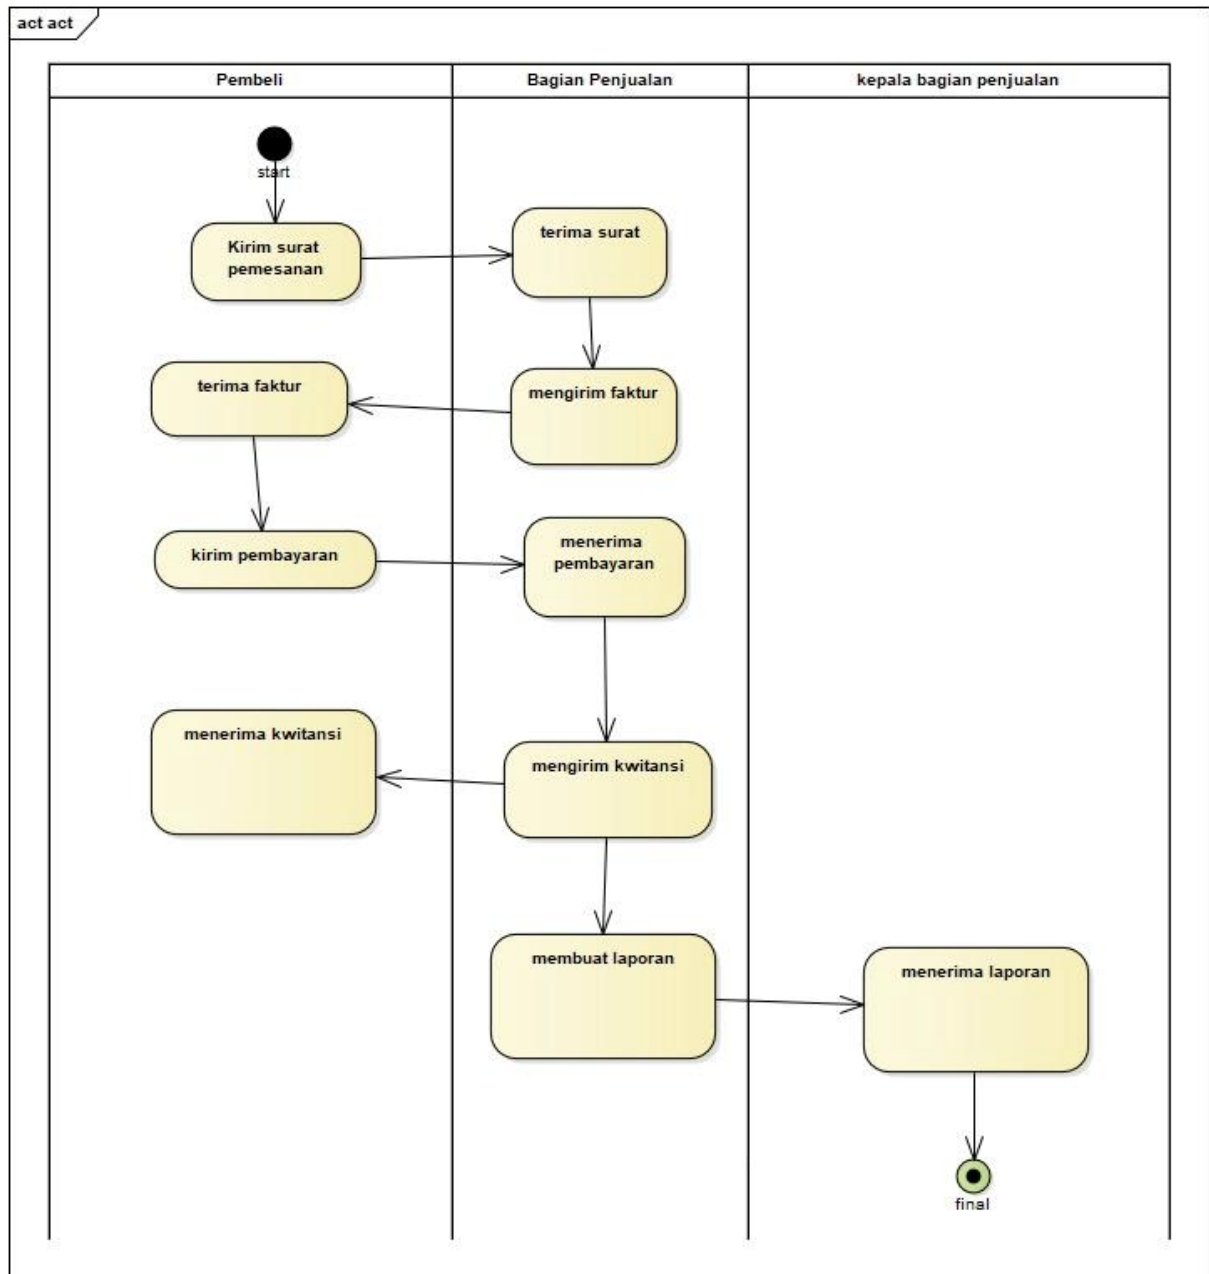 act act
Pembeli
Bagian Penjualan
kepala bagian penjualan
start
Kirim surat
pemesanan
terima surat
terima faktur
mengirim faktur
kirim pembayaran
menerima
pembayaran
menerima kwitansi
mengirim kwitansi
membuat laporan
menerima laporan
final